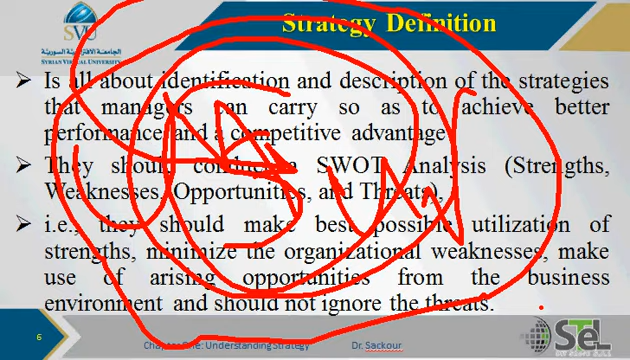 SVU
الجامعة الافتراضية السورية
SYRIAN VIRTUAL UNIVERSITY
Strategy Definition
Is all about identification and description of the strategies
that managers can carry so as to achieve better
performance and a competitive advantage
They should conduct a SWOT Analysis (Strengths,
Weaknesses, Opportunities, and Threats),
i.e., they should make best possible utilization of
strengths, minimize the organizational weaknesses, make
use of arising opportunities from the business
environment and should not ignore the threats.
6
Chapter One: Understanding Strategy
Dr. Sackour